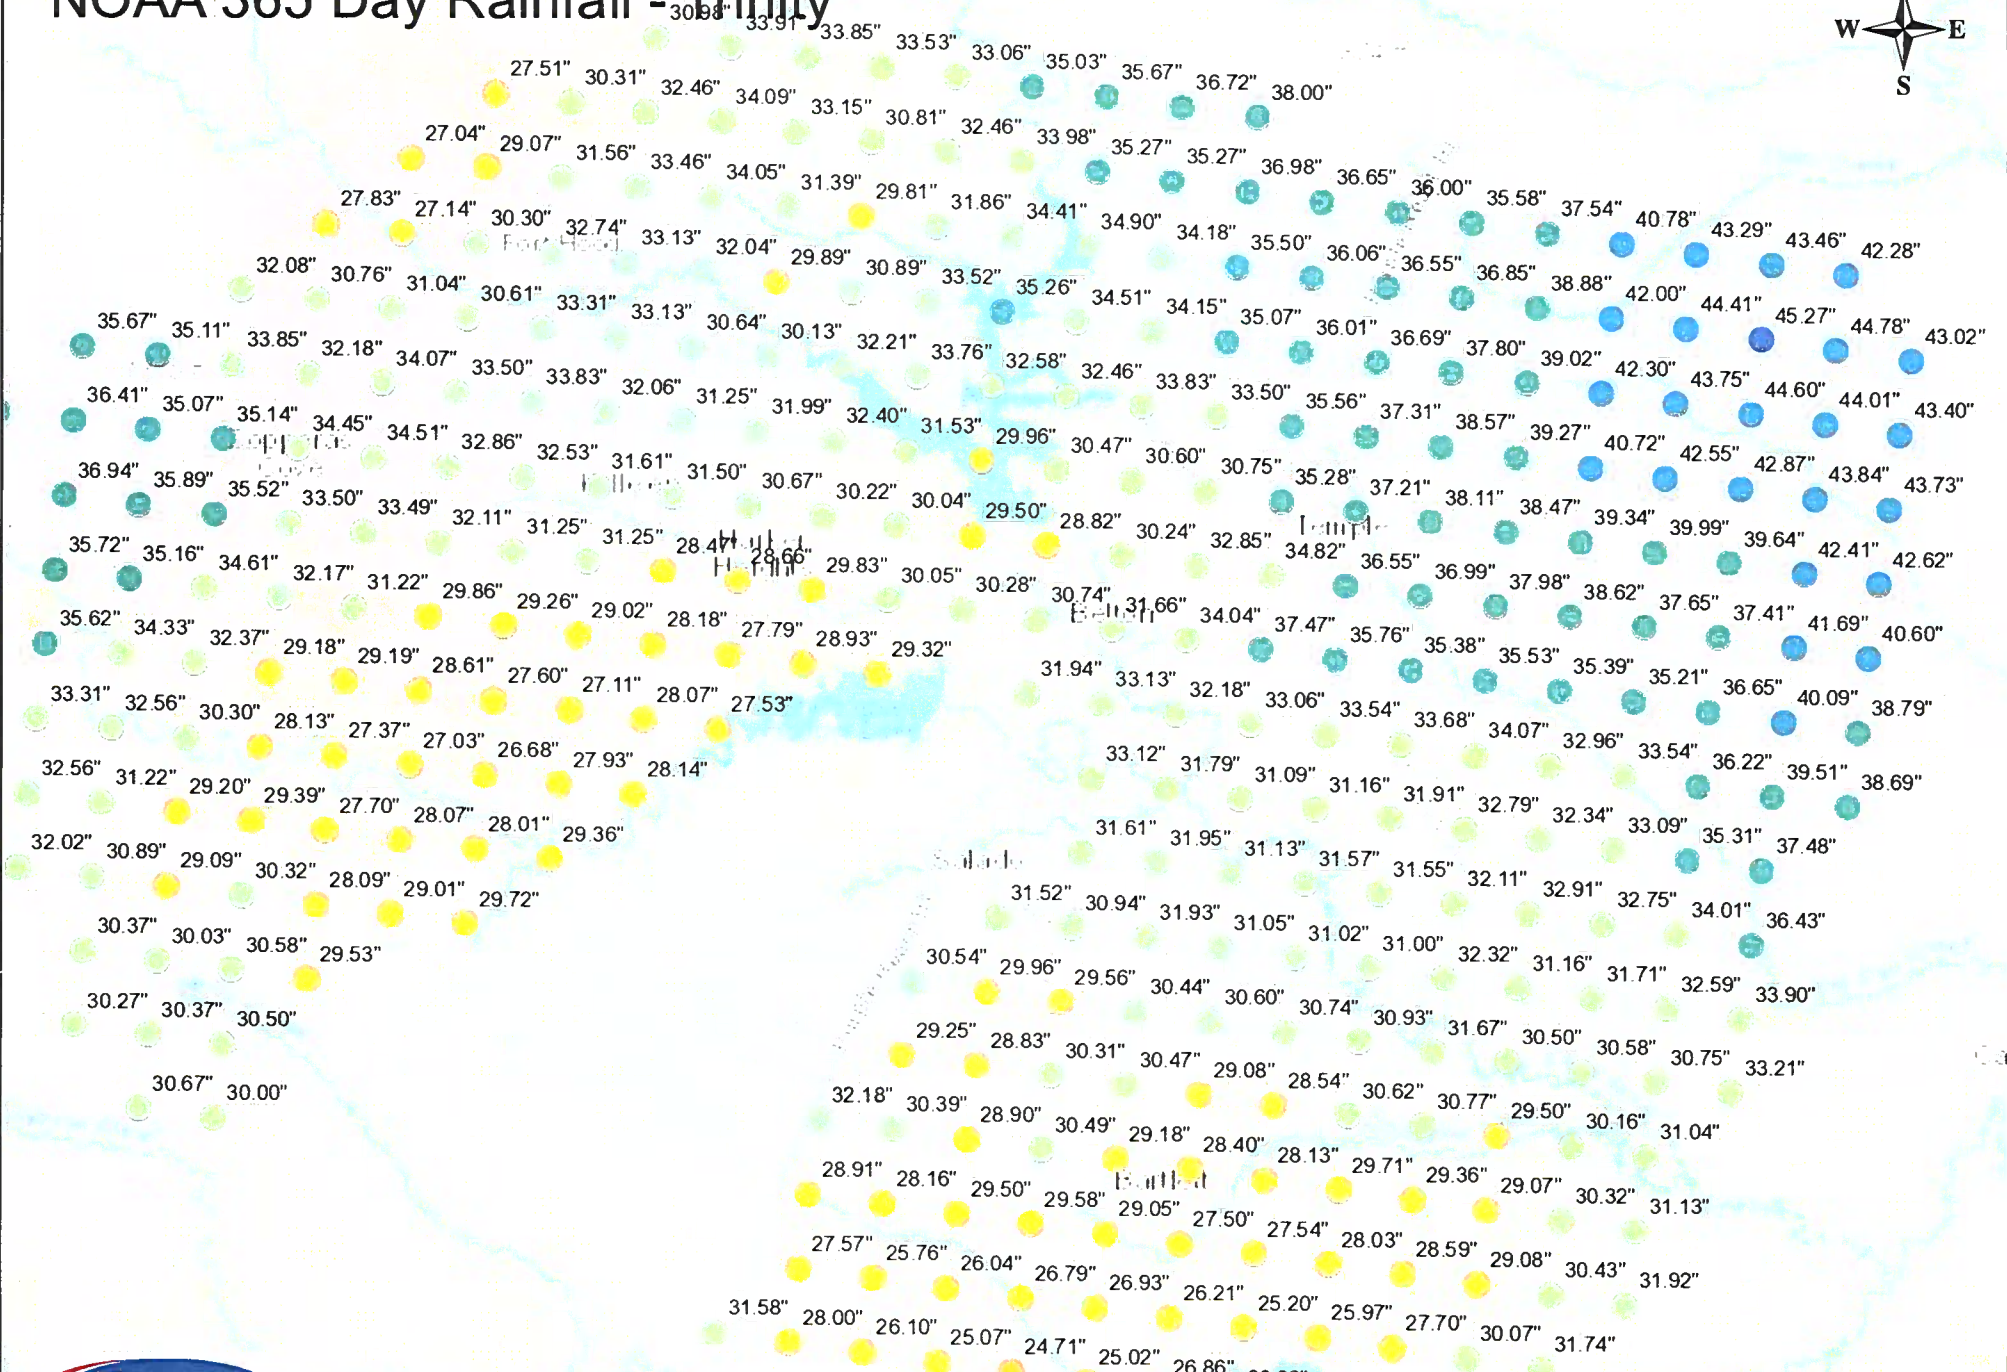 NOAA 365 Day Rainfall - Trinity
W E
S
30.98" 33.91" 33.85" 33.53" 33.06" 35.03" 35.67" 36.72" 38.00"
27.51" 30.31" 32.46" 34.09" 33.15" 30.81" 32.46" 33.98" 35.27" 35.27" 36.98" 36.65" 36.00" 35.58" 37.54" 40.78" 43.29" 43.46" 42.28"
27.04" 29.07" 31.56" 33.46" 34.05" 31.39" 29.81" 31.86" 34.41" 34.90" 34.18" 35.50" 36.06" 36.55" 36.85" 38.88" 42.00" 44.41" 45.27" 44.78" 43.02"
27.83" 27.14" 30.30" 32.74" 33.13" 32.04" 29.89" 30.89" 33.52" 35.26" 34.51" 34.15" 35.07" 36.01" 36.69" 37.80" 39.02" 42.30" 43.75" 44.60" 44.01" 43.40"
Fort Hood
32.08" 30.76" 31.04" 30.61" 33.31" 33.13" 30.64" 30.13" 32.21" 33.76" 32.58" 32.46" 33.83" 33.50" 35.56" 37.31" 38.57" 39.27" 40.72" 42.55" 42.87" 43.84" 43.73"
35.67" 35.11" 33.85" 32.18" 34.07" 33.50" 33.83" 32.06" 31.25" 31.99" 32.40" 31.53" 29.96" 30.47" 30.60" 30.75" 35.28" 37.21" 38.11" 38.47" 39.34" 39.99" 39.64" 42.41" 42.62"
36.41" 35.07" 35.14" 34.45" 34.51" 32.86" 32.53" 31.61" 31.50" 30.67" 30.22" 30.04" 29.50" 28.82" 30.24" 32.85" 34.82" 36.55" 36.99" 37.98" 38.62" 37.65" 37.41" 41.69" 40.60"
Copperas
Cove
Killeen
Temple
36.94" 35.89" 35.52" 33.50" 33.49" 32.11" 31.25" 31.25" 28.47" 28.66" 29.83" 30.05" 30.28" 30.74" 31.66" 34.04" 37.47" 35.76" 35.38" 35.53" 35.39" 35.21" 36.65" 40.09" 38.79"
Harker
Heights
Belton
35.72" 35.16" 34.61" 32.17" 31.22" 29.86" 29.26" 29.02" 28.18" 27.79" 28.93" 29.32"
31.94" 33.13" 32.18" 33.06" 33.54" 33.68" 34.07" 32.96" 33.54" 36.22" 39.51" 38.69"
35.62" 34.33" 32.37" 29.18" 29.19" 28.61" 27.60" 27.11" 28.07" 27.53"
33.12" 31.79" 31.09" 31.16" 31.91" 32.79" 32.34" 33.09" 35.31" 37.48"
33.31" 32.56" 30.30" 28.13" 27.37" 27.03" 26.68" 27.93" 28.14"
31.61" 31.95" 31.13" 31.57" 31.55" 32.11" 32.91" 32.75" 34.01" 36.43"
32.56" 31.22" 29.20" 29.39" 27.70" 28.07" 28.01" 29.36"
Salado
31.52" 30.94" 31.93" 31.05" 31.02" 31.00" 32.32" 31.16" 31.71" 32.59" 33.90"
32.02" 30.89" 29.09" 30.32" 28.09" 29.01" 29.72"
30.54" 29.96" 29.56" 30.44" 30.60" 30.74" 30.93" 31.67" 30.50" 30.58" 30.75" 33.21"
30.37" 30.03" 30.58" 29.53"
29.25" 28.83" 30.31" 30.47" 29.08" 28.54" 30.62" 30.77" 29.50" 30.16" 31.04"
30.27" 30.37" 30.50"
32.18" 30.39" 28.90" 30.49" 29.18" 28.40" 28.13" 29.71" 29.36" 29.07" 30.32" 31.13"
30.67" 30.00"
Bartlett
28.91" 28.16" 29.50" 29.58" 29.05" 27.50" 27.54" 28.03" 28.59" 29.08" 30.43" 31.92"
27.57" 25.76" 26.04" 26.79" 26.93" 26.21" 25.20" 25.97" 27.70" 30.07" 31.74"
31.58" 28.00" 26.10" 25.07" 24.71" 25.02" 26.86"